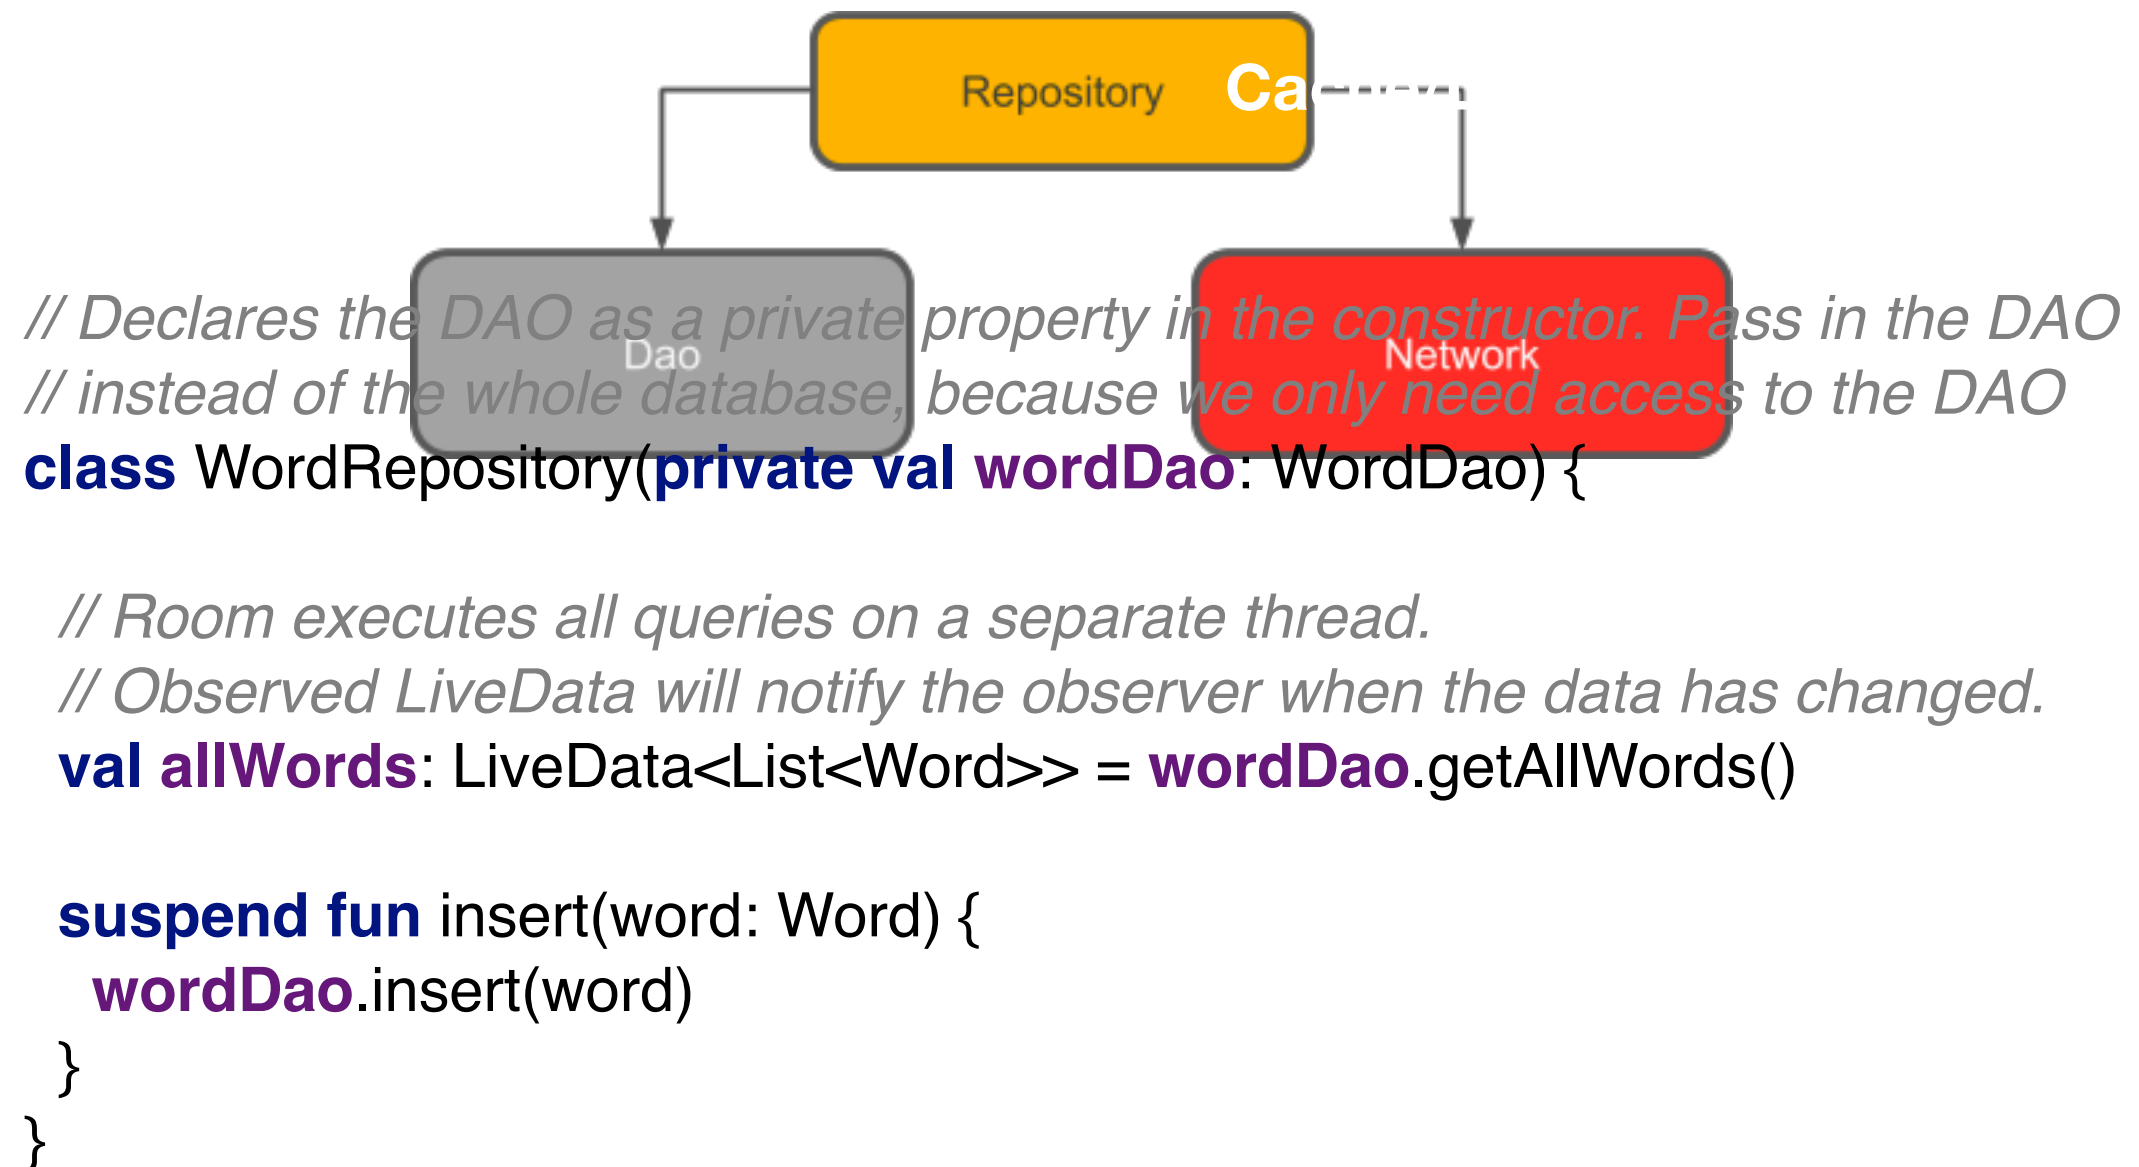 Repository
Dao
Network
// Declares the DAO as a private property in the constructor. Pass in the DAO
// instead of the whole database, because we only need access to the DAO
class WordRepository(private val wordDao: WordDao) {
// Room executes all queries on a separate thread.
// Observed LiveData will notify the observer when the data has changed.
val allWords: LiveData<List<Word>> = wordDao.getAllWords()
suspend fun insert(word: Word) {
wordDao.insert(word)
}
}